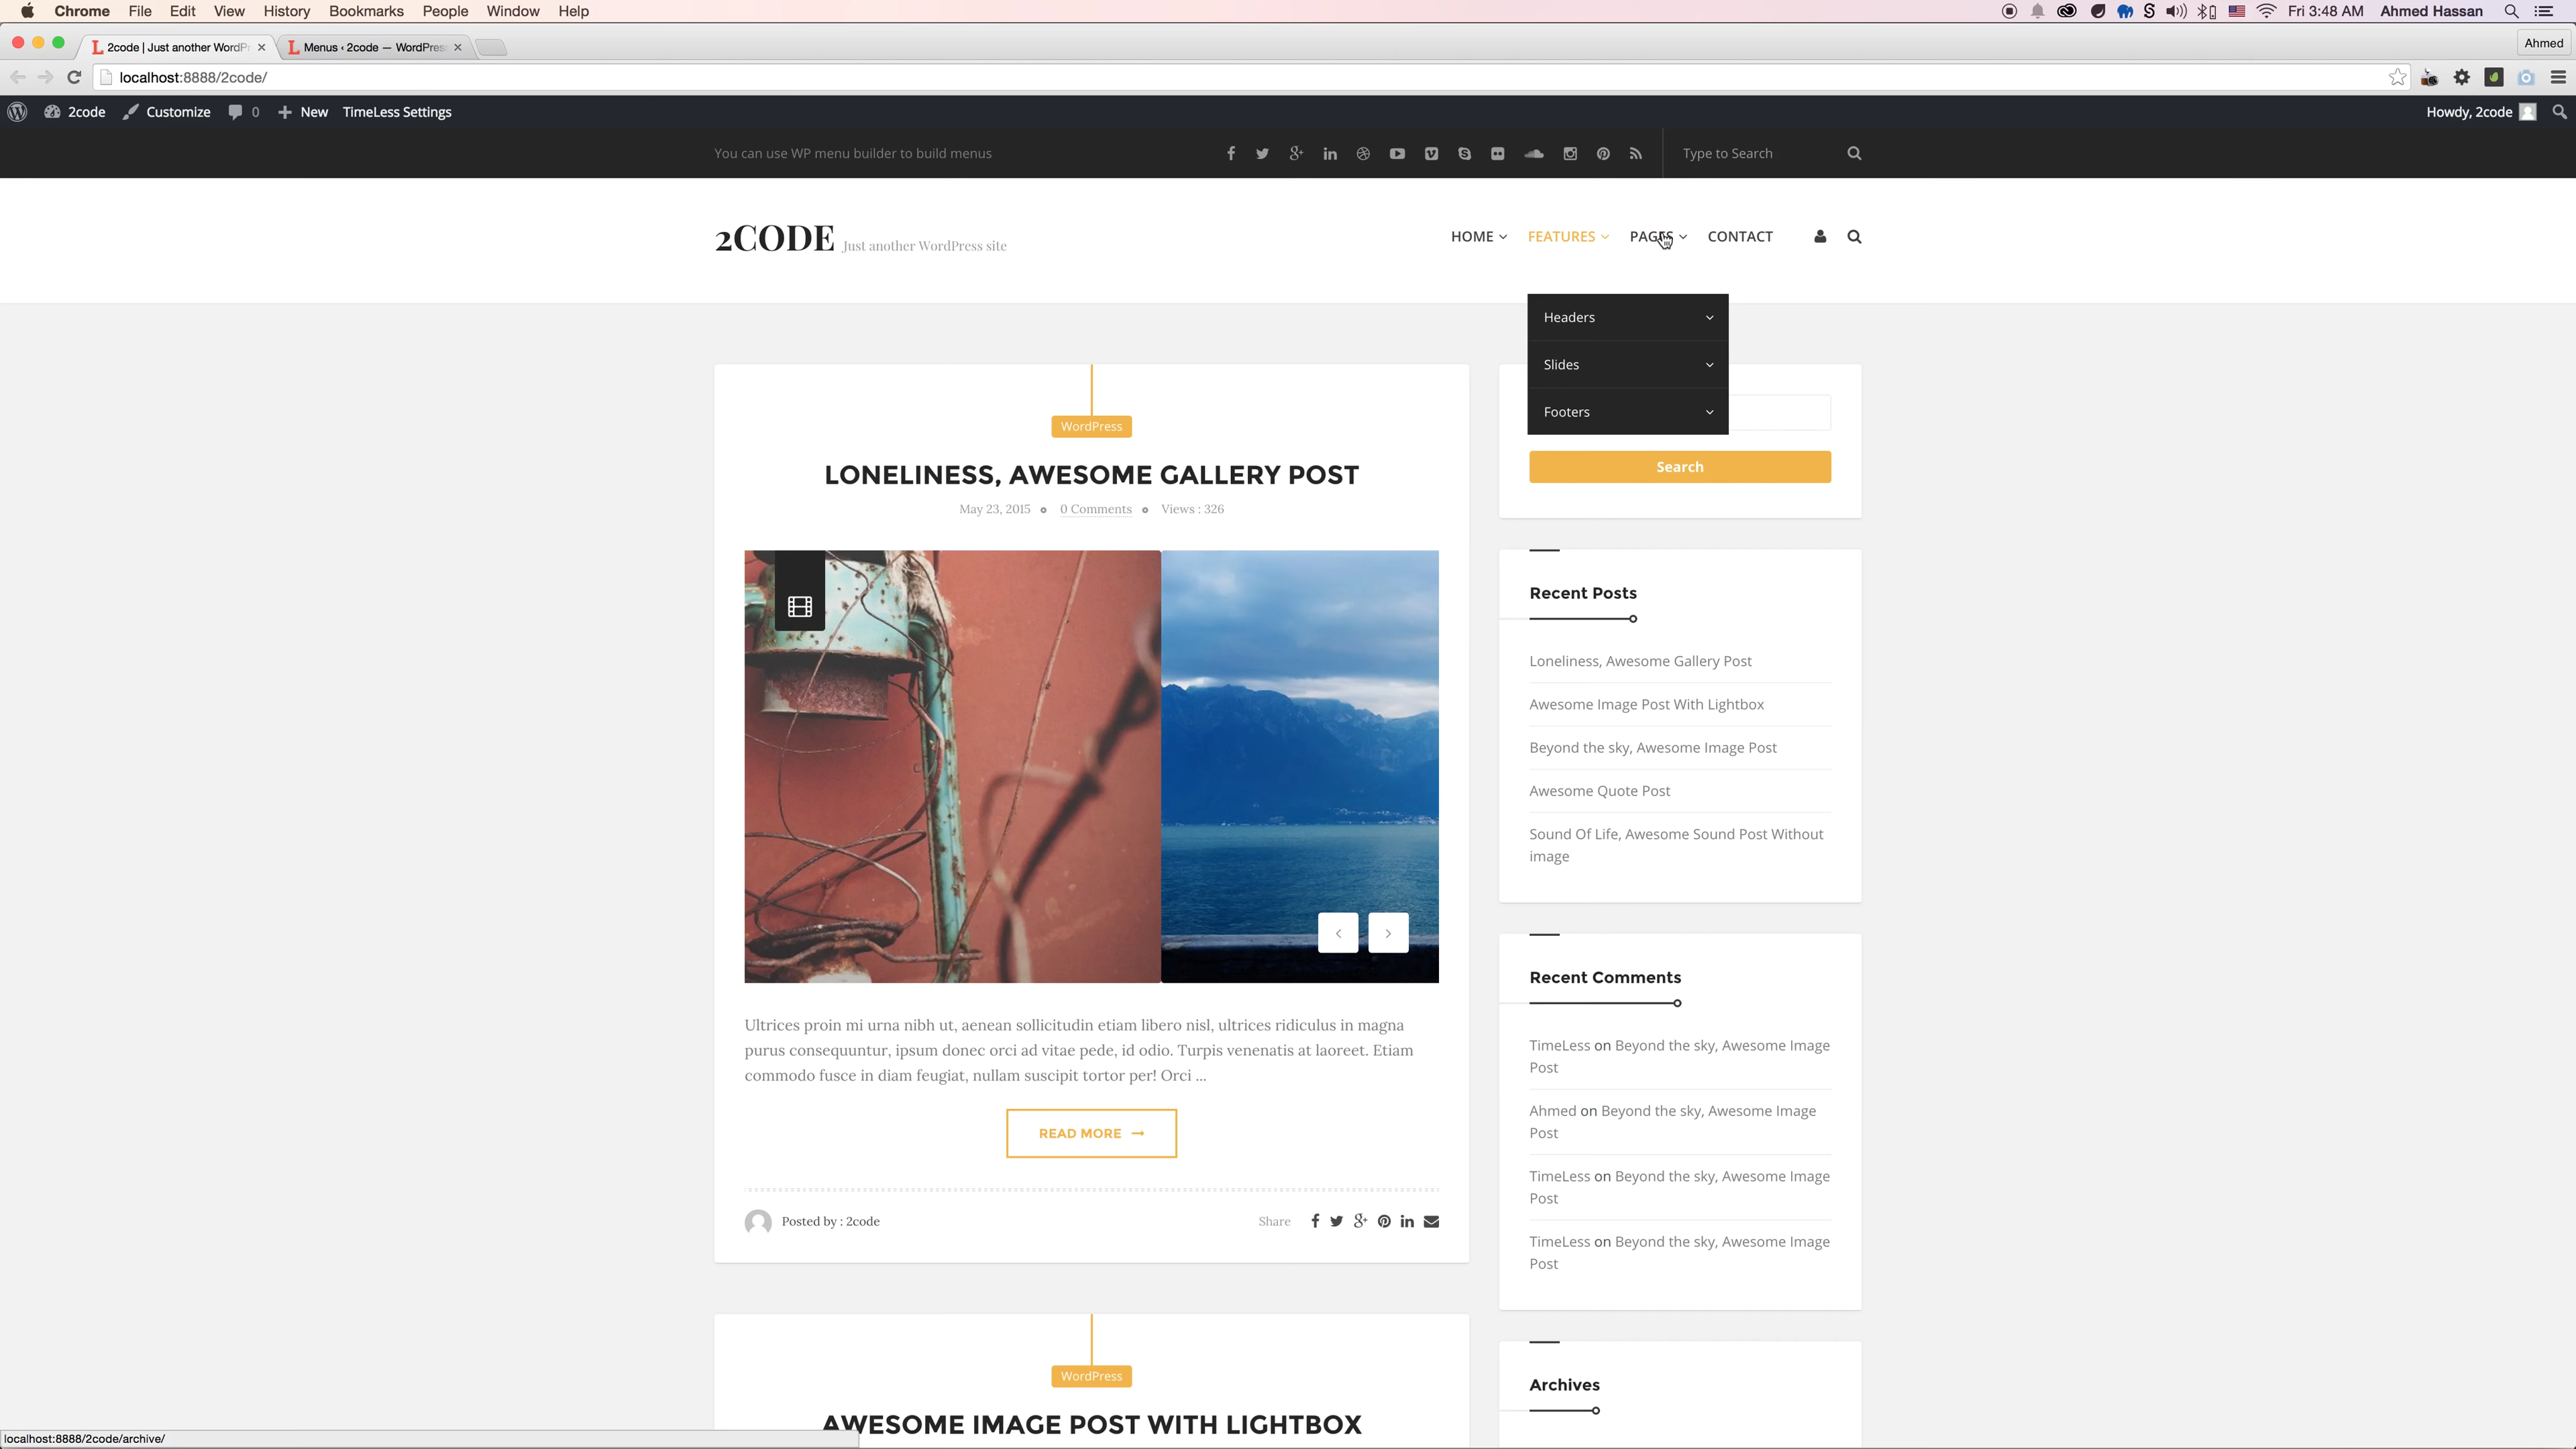 Chrome File Edit View History Bookmarks People Window Help Fri 3:48 AM Ahmed Hassan
2code | Just another WordPr Menus ‹ 2code — WordPres Ahmed
localhost:8888/2code/
2code Customize 0 New TimeLess Settings Howdy, 2code
You can use WP menu builder to build menus Type to Search
2CODE Just another WordPress site HOME FEATURES PAGES CONTACT
Headers
Slides
Footers
WordPress
LONELINESS, AWESOME GALLERY POST
May 23, 2015 0 Comments Views : 326
Ultrices proin mi urna nibh ut, aenean sollicitudin etiam libero nisl, ultrices ridiculus in magna
purus consequuntur, ipsum donec orci ad vitae pede, id odio. Turpis venenatis at laoreet. Etiam
commodo fusce in diam feugiat, nullam suscipit tortor per! Orci ...
READ MORE
Posted by : 2code Share
WordPress
AWESOME IMAGE POST WITH LIGHTBOX
Search
Recent Posts
Loneliness, Awesome Gallery Post
Awesome Image Post With Lightbox
Beyond the sky, Awesome Image Post
Awesome Quote Post
Sound Of Life, Awesome Sound Post Without
image
Recent Comments
TimeLess on Beyond the sky, Awesome Image
Post
Ahmed on Beyond the sky, Awesome Image
Post
TimeLess on Beyond the sky, Awesome Image
Post
TimeLess on Beyond the sky, Awesome Image
Post
Archives
localhost:8888/2code/archive/